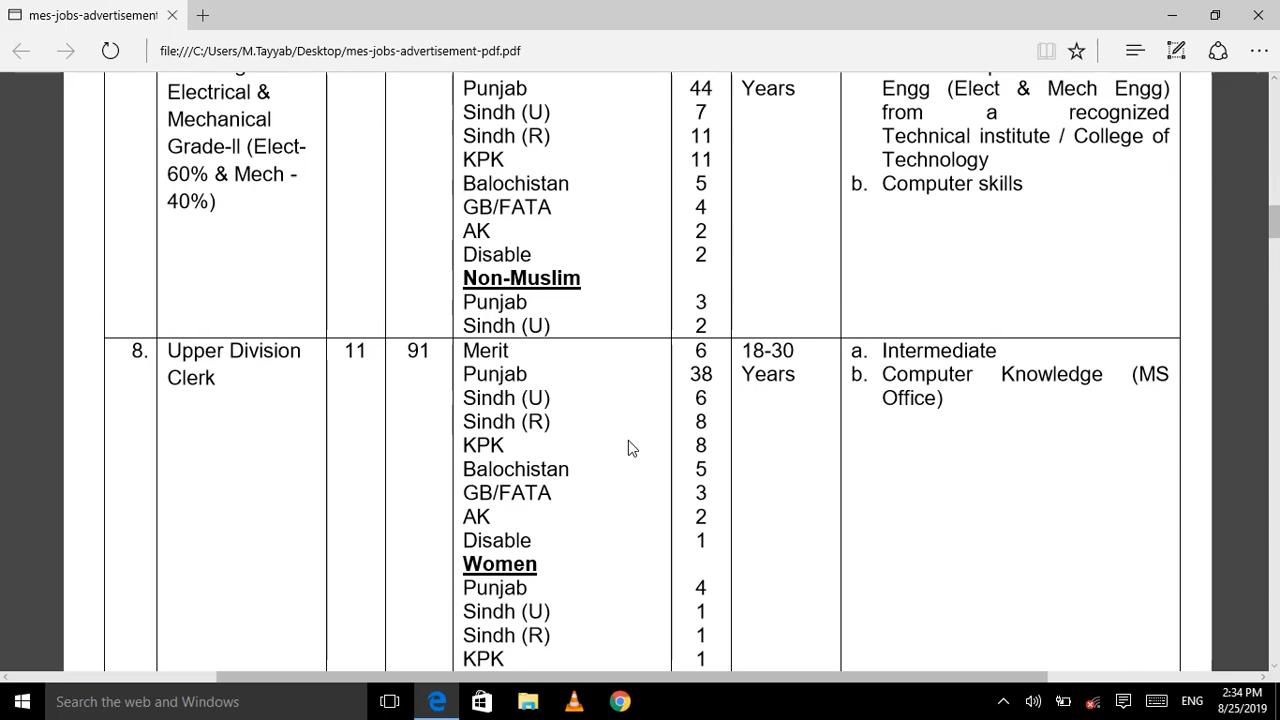 mes-jobs-advertisement
file:///C:/Users/M.Tayyab/Desktop/mes-jobs-advertisement-pdf.pdf
Electrical &
Mechanical
Grade-ll (Elect-
60% & Mech -
40%)
Punjab 44
Sindh (U) 7
Sindh (R) 11
KPK 11
Balochistan 5
GB/FATA 4
AK 2
Disable 2
Non-Muslim
Punjab 3
Sindh (U) 2
Years
Engg (Elect & Mech Engg)
from a recognized
Technical institute / College of
Technology
b. Computer skills
8. Upper Division
Clerk
11
91
Merit 6
Punjab 38
Sindh (U) 6
Sindh (R) 8
KPK 8
Balochistan 5
GB/FATA 3
AK 2
Disable 1
Women
Punjab 4
Sindh (U) 1
Sindh (R) 1
KPK 1
18-30
Years
a. Intermediate
b. Computer Knowledge (MS
Office)
Search the web and Windows
ENG
2:34 PM
8/25/2019